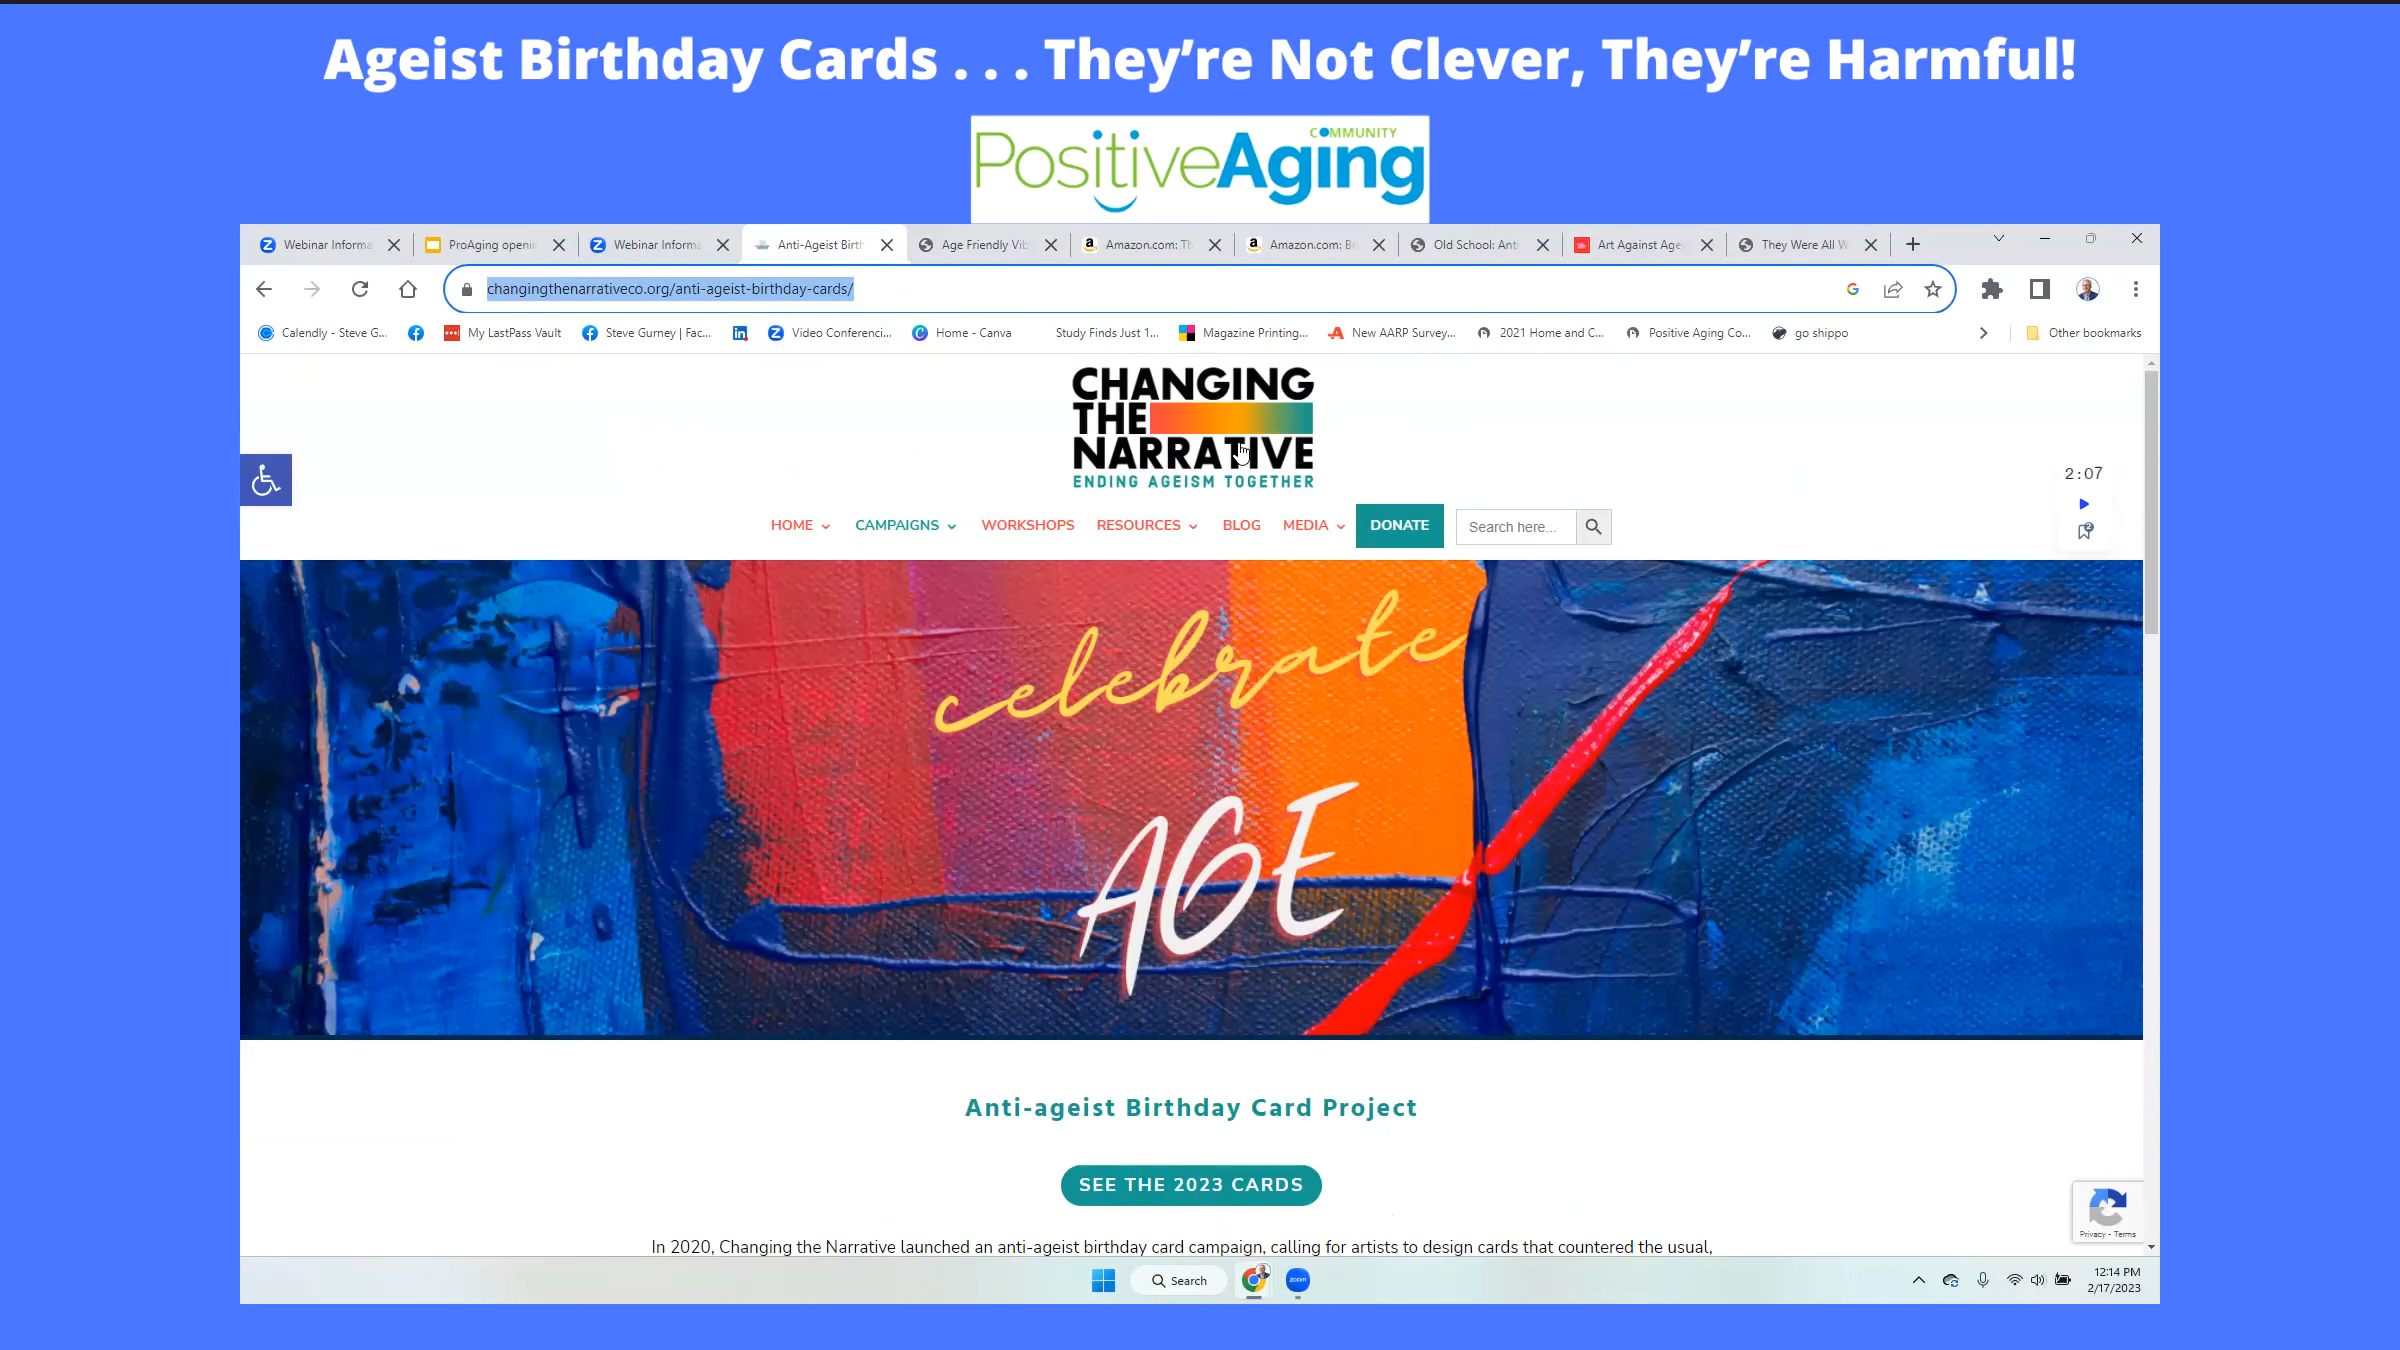 Ageist Birthday Cards . . . They’re Not Clever, They’re Harmful!
COMMUNITY
PositiveAging
Webinar Informa
ProAging openin
Webinar Informa
Anti-Ageist Birth
Age Friendly Vib
Amazon.com: Th
Amazon.com: B
Old School: Anti
Art Against Age
They Were All W
changingthenarrativeco.org/anti-ageist-birthday-cards/
Calendly - Steve G...
My LastPass Vault
Steve Gurney | Fac...
Video Conferenci...
Home - Canva
Study Finds Just 1...
Magazine Printing...
New AARP Survey...
2021 Home and C...
Positive Aging Co...
go shippo
Other bookmarks
CHANGING
THE
NARRATIVE
ENDING AGEISM TOGETHER
2:07
HOME
CAMPAIGNS
WORKSHOPS
RESOURCES
BLOG
MEDIA
DONATE
Search here...
celebrate
AGE
Anti-ageist Birthday Card Project
SEE THE 2023 CARDS
Privacy - Terms
In 2020, Changing the Narrative launched an anti-ageist birthday card campaign, calling for artists to design cards that countered the usual,
Search
zoom
12:14 PM
2/17/2023